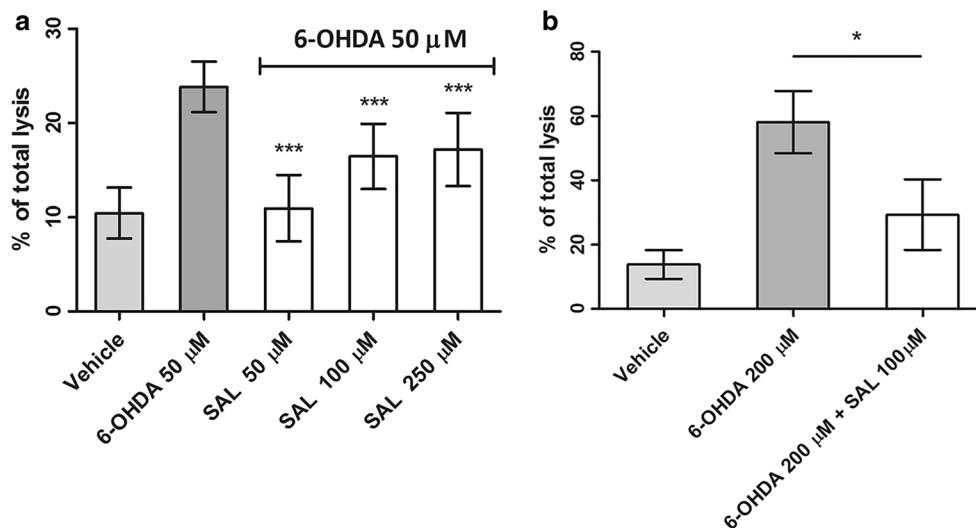 a
6-OHDA 50 μM
% of total lysis
30
20
10
0
***
***
***
Vehicle
6-OHDA 50 μM
SAL 50 μM
SAL 100 μM
SAL 250 μM
b
% of total lysis
80
60
40
20
0
*
Vehicle
6-OHDA 200 μM
6-OHDA 200 μM + SAL 100μM